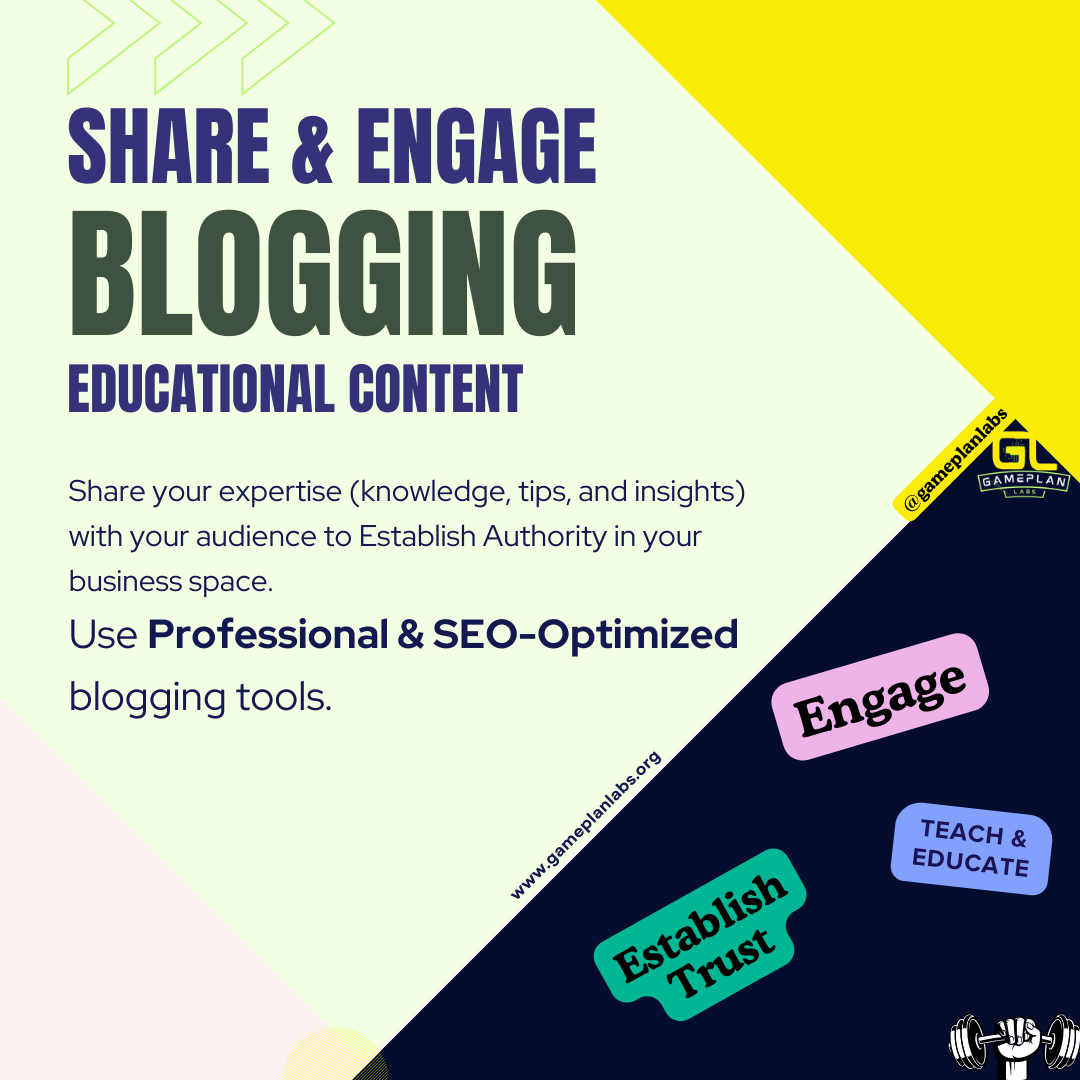 SHARE & ENGAGE
BLOGGING
EDUCATIONAL CONTENT
Share your expertise (knowledge, tips, and insights)
with your audience to Establish Authority in your
business space.
Use Professional & SEO-Optimized
blogging tools.
@gameplanlabs
GL
GAMEPLAN
LABS
Engage
TEACH &
EDUCATE
www.gameplanlabs.org
Establish
Trust